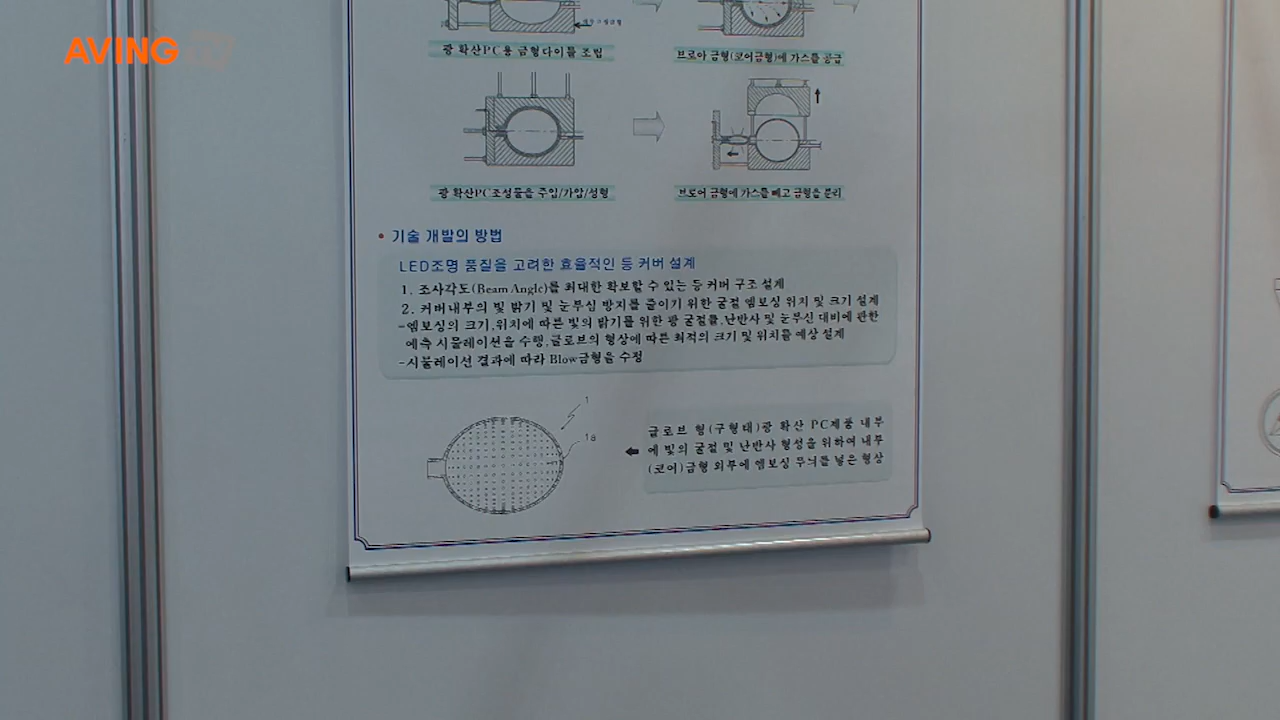 AVING TV
광 확산PC용 금형다이틀 조립
브로아 금형(코어금형)에 가스를 공급
광 확산PC조성물을 주입/가압/성형
브로어 금형에 가스를 빼고 금형을 분리
• 기술 개발의 방법
LED조명 품질을 고려한 효율적인 등 커버 설계
1. 조사각도(Beam Angle)를 최대한 확보할 수 있는 등 커버 구조 설계
2. 커버내부의 빛 밝기 및 눈부심 방지를 줄이기 위한 굴절 엠보싱 위치 및 크기 설계
-엠보싱의 크기,위치에 따른 빛의 밝기를 위한 광 굴절률,난반사 및 눈부신 대비에 관한
예측 시뮬레이션을 수행,글로브의 형상에 따른 최적의 크기 및 위치를 예상 설계
-시뮬레이션 결과에 따라 Blow금형을 수정
1
1a
글로브 형(구형태)광 확산 PC제품 내부
에 빛의 굴절 및 난반사 형성을 위하여 내부
(코어)금형 외부에 엠보싱 무늬를 넣은 형상